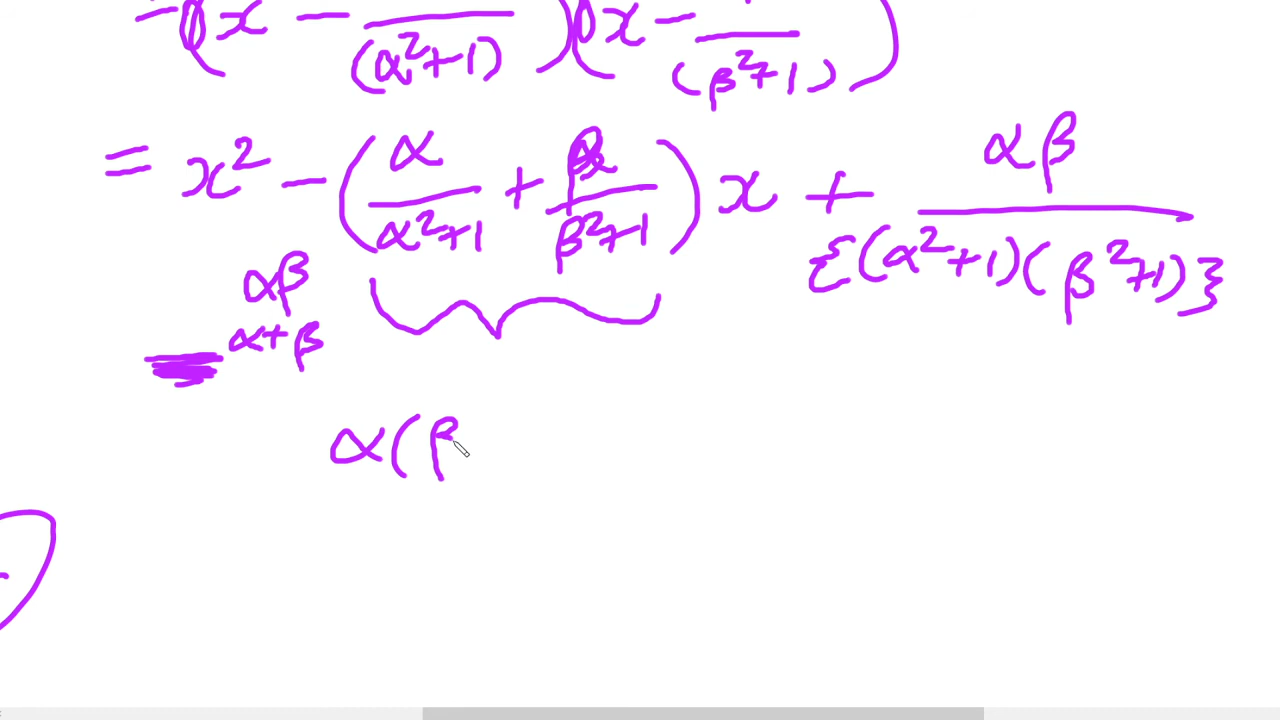 = (x - /(α²+1))(x - /(β²+1))
= x² - (α/(α²+1) + β/(β²+1)) x + αβ/{(α²+1)(β²+1)}
αβ
α+β
α(β